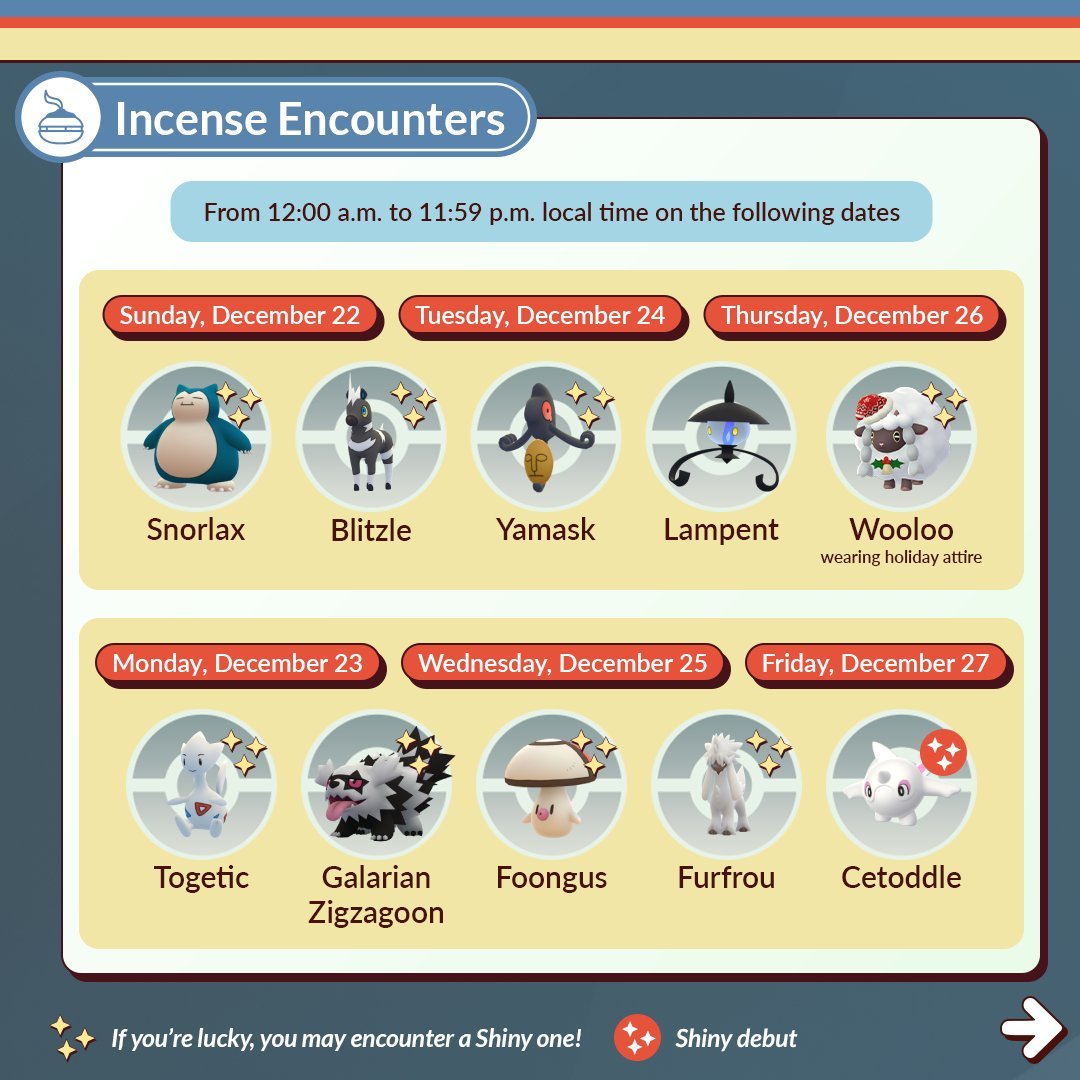 Incense Encounters
From 12:00 a.m. to 11:59 p.m. local time on the following dates
Sunday, December 22
Tuesday, December 24
Thursday, December 26
Snorlax
Blitzle
Yamask
Lampent
Wooloo
wearing holiday attire
Monday, December 23
Wednesday, December 25
Friday, December 27
Togetic
Galarian
Zigzagoon
Foongus
Furfrou
Cetoddle
If you're lucky, you may encounter a Shiny one!
Shiny debut